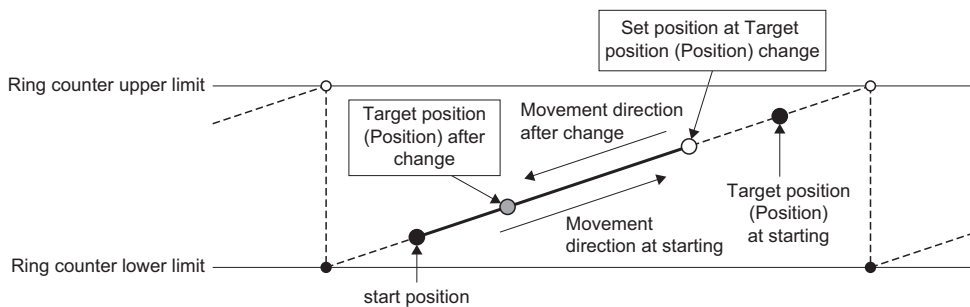 Set position at Target
position (Position) change
Ring counter upper limit
Target position
(Position) after
change
Movement direction
after change
Target position
(Position)
at starting
Movement
direction at starting
Ring counter lower limit
start position